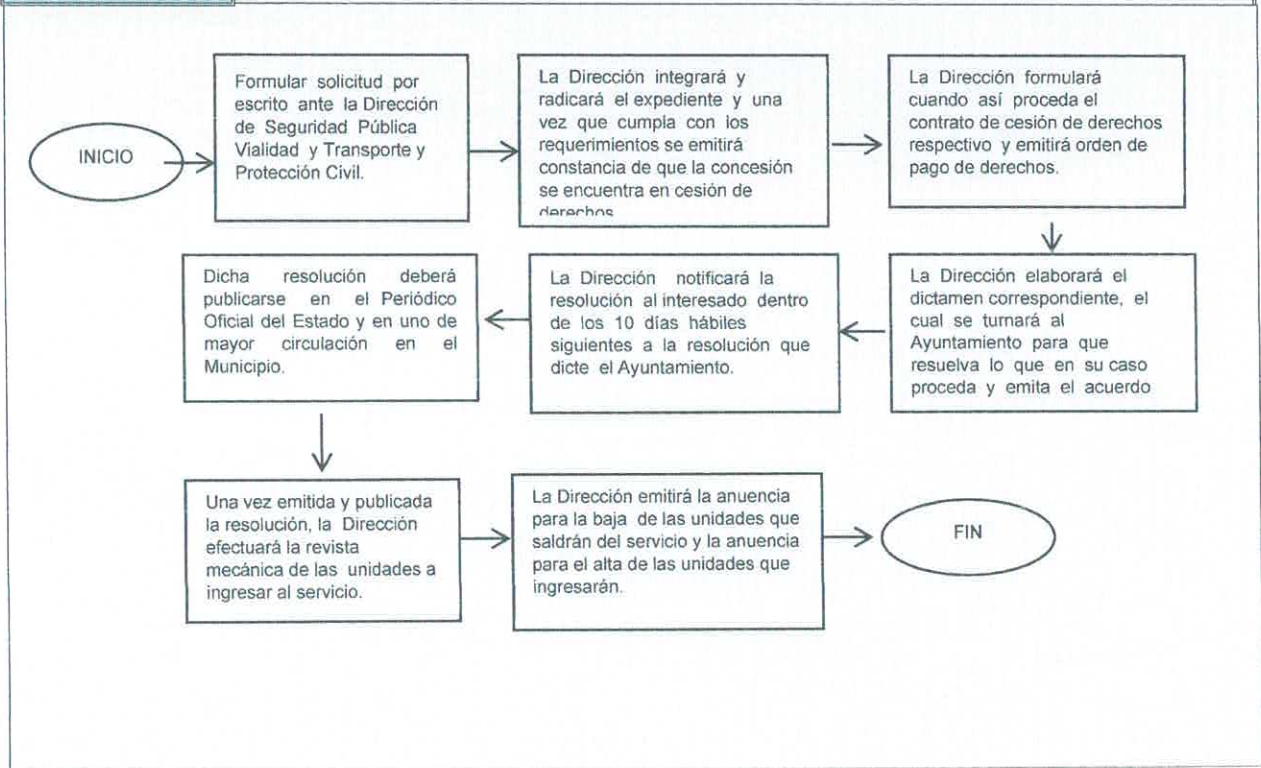 INICIO
Formular solicitud por
escrito ante la Dirección
de Seguridad Pública
Vialidad y Transporte y
Protección Civil.
La Dirección integrará y
radicará el expediente y una
vez que cumpla con los
requerimientos se emitirá
constancia de que la concesión
se encuentra en cesión de
derechos
La Dirección formulará
cuando así proceda el
contrato de cesión de derechos
respectivo y emitirá orden de
pago de derechos.
La Dirección elaborará el
dictamen correspondiente, el
cual se turnará al
Ayuntamiento para que
resuelva lo que en su caso
proceda y emita el acuerdo
La Dirección notificará la
resolución al interesado dentro
de los 10 días hábiles
siguientes a la resolución que
dicte el Ayuntamiento.
Dicha resolución deberá
publicarse en el Periódico
Oficial del Estado y en uno de
mayor circulación en el
Municipio.
Una vez emitida y publicada
la resolución, la Dirección
efectuará la revista
mecánica de las unidades a
ingresar al servicio.
La Dirección emitirá la anuencia
para la baja de las unidades que
saldrán del servicio y la anuencia
para el alta de las unidades que
ingresarán.
FIN